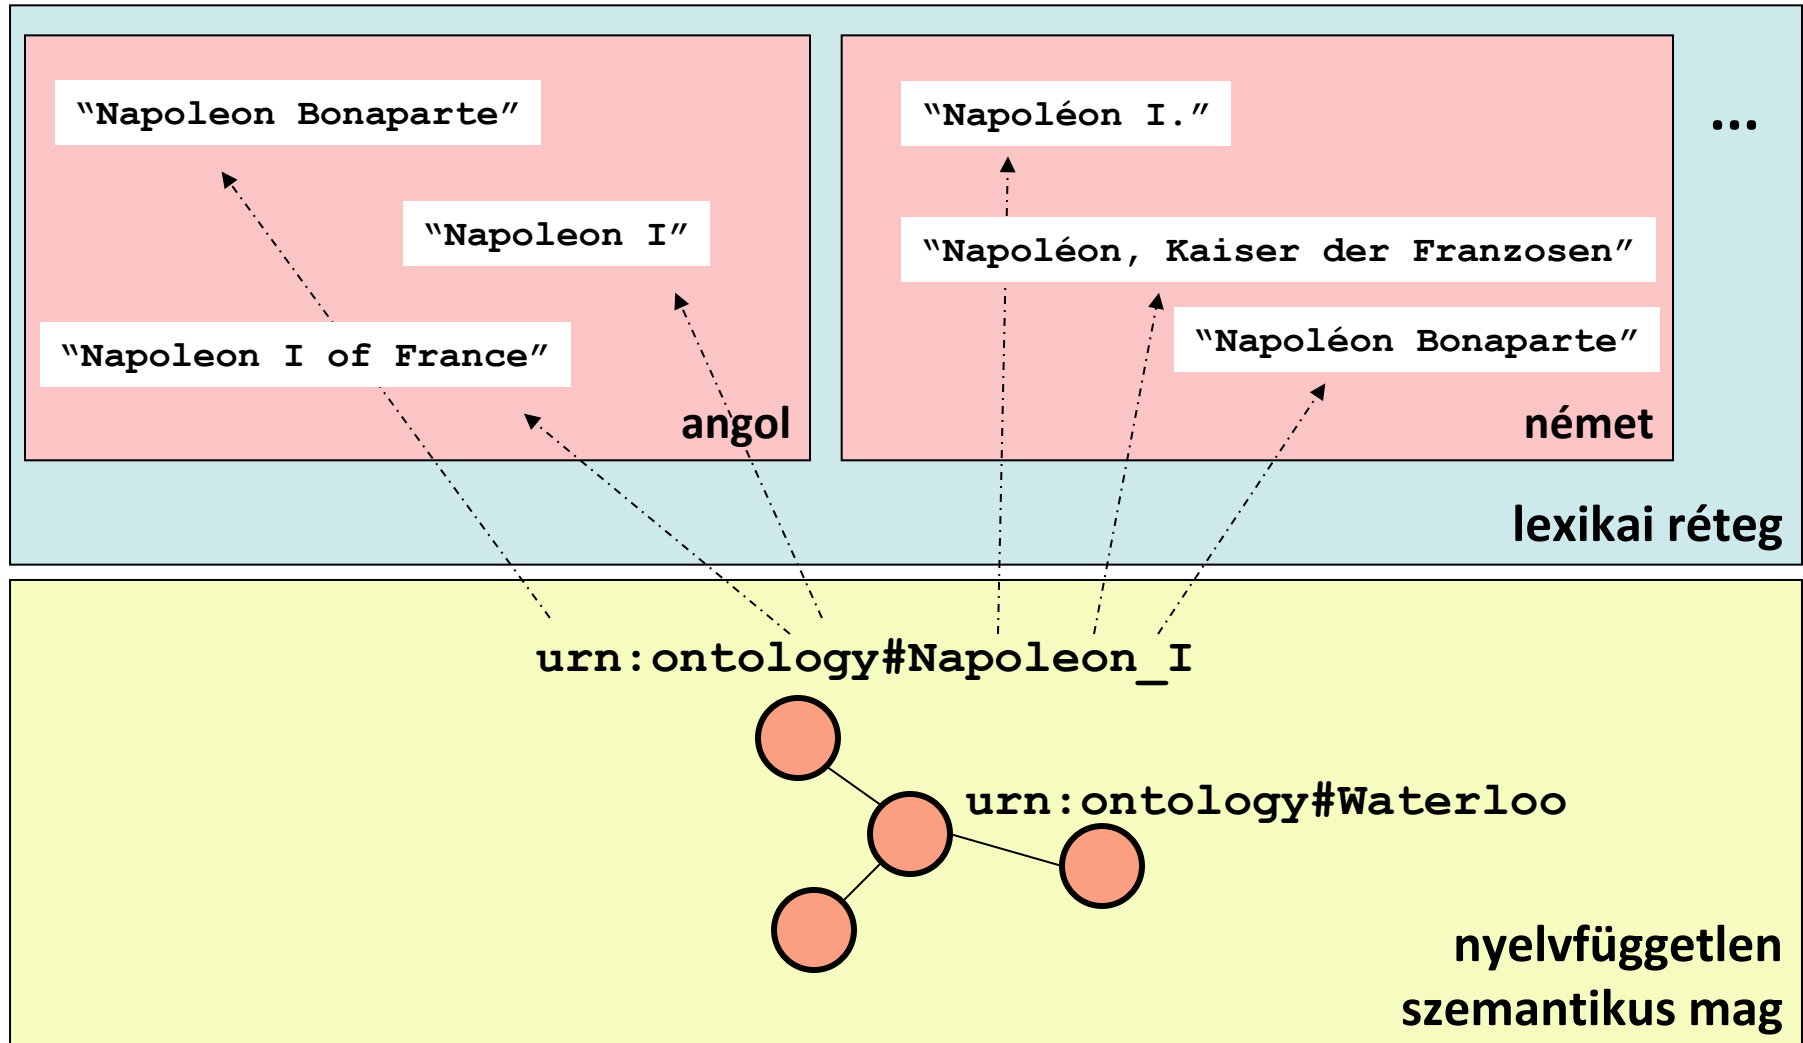 “Napoleon Bonaparte”
“Napoleon I”
“Napoleon I of France”
angol
“Napoléon I.”
“Napoléon, Kaiser der Franzosen”
“Napoléon Bonaparte”
német
...
lexikai réteg
urn:ontology#Napoleon_I
urn:ontology#Waterloo
nyelvfüggetlen
szemantikus mag